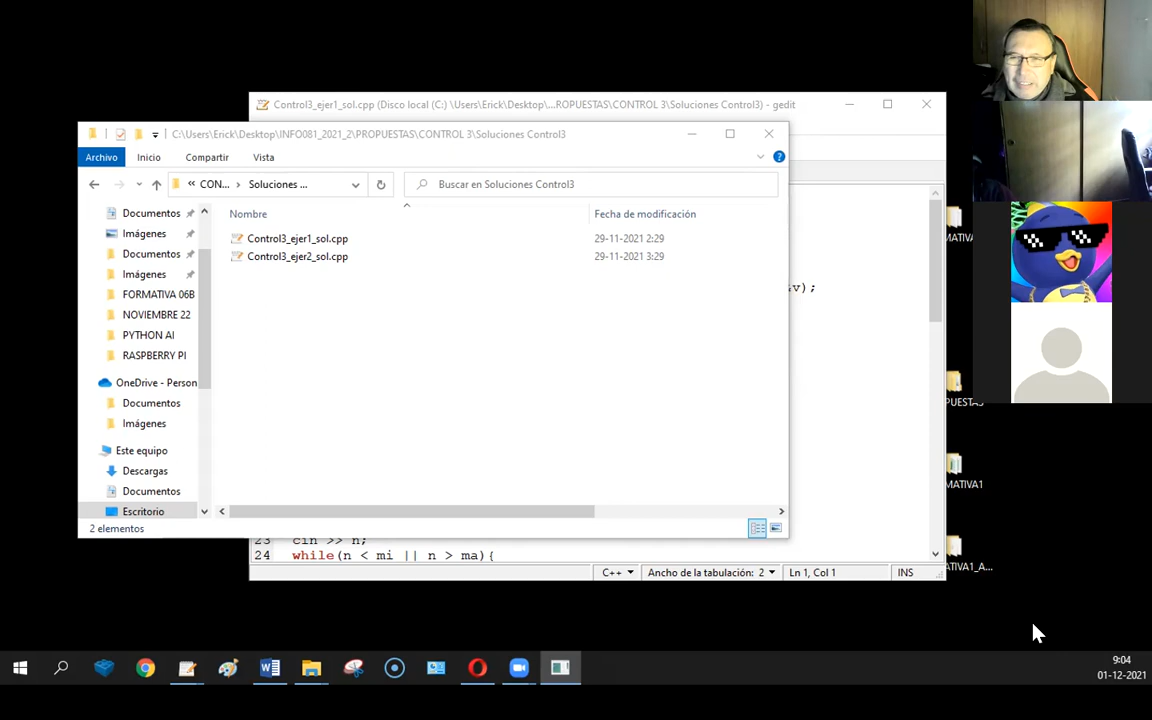 Control3_ejer1_sol.cpp (Disco local (C:) \Users\Erick\Desktop\...ROPUESTAS\CONTROL 3\Soluciones Control3) - gedit
C:\Users\Erick\Desktop\INFO081_2021_2\PROPUESTAS\CONTROL 3\Soluciones Control3
Archivo Inicio Compartir Vista
« CON... › Soluciones ...
Buscar en Soluciones Control3
Nombre Fecha de modificación
Control3_ejer1_sol.cpp 29-11-2021 2:29
Control3_ejer2_sol.cpp 29-11-2021 3:29
Documentos
Imágenes
Documentos
Imágenes
FORMATIVA 06B
NOVIEMBRE 22
PYTHON AI
RASPBERRY PI
OneDrive - Person
Documentos
Imágenes
Este equipo
Descargas
Documentos
Escritorio
2 elementos
v);
23 cin >> n;
24 while(n < mi || n > ma){
C++ Ancho de la tabulación: 2 Ln 1, Col 1 INS
MATIVA
PUESTAS
MATIVA1
ATIVA1_A...
9:04
01-12-2021